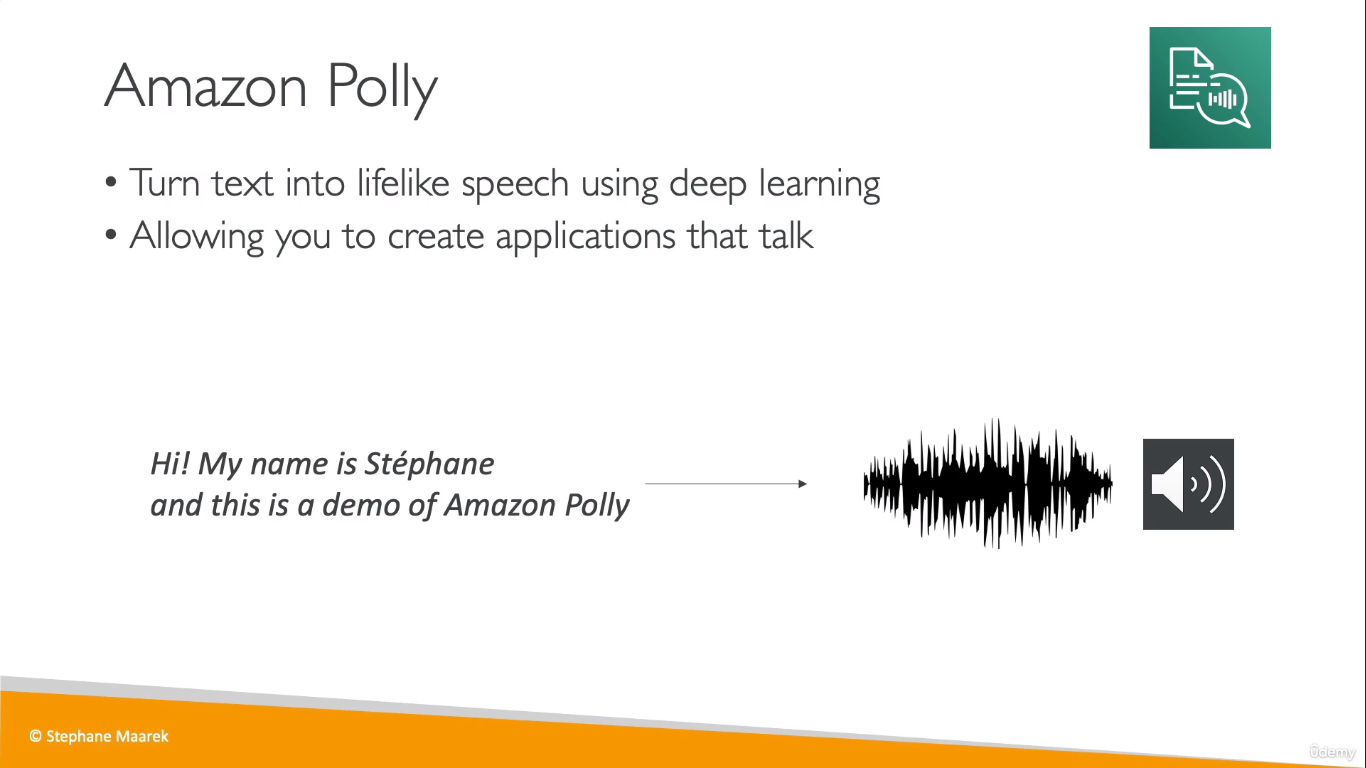 Amazon Polly
• Turn text into lifelike speech using deep learning
• Allowing you to create applications that talk
Hi! My name is Stéphane
and this is a demo of Amazon Polly
© Stephane Maarek
ûdemy